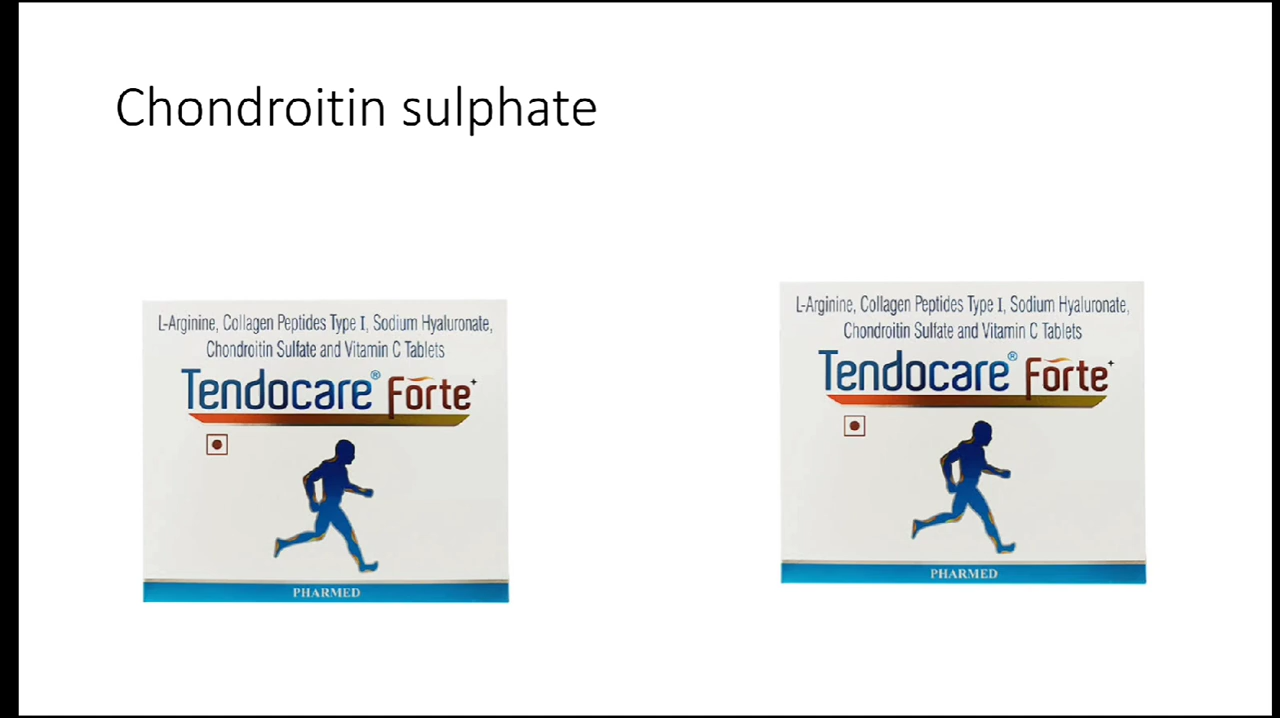 Chondroitin sulphate
L-Arginine, Collagen Peptides Type I, Sodium Hyaluronate,
Chondroitin Sulfate and Vitamin C Tablets
Tendocare® Forte+
PHARMED
L-Arginine, Collagen Peptides Type I, Sodium Hyaluronate,
Chondroitin Sulfate and Vitamin C Tablets
Tendocare® Forte+
PHARMED